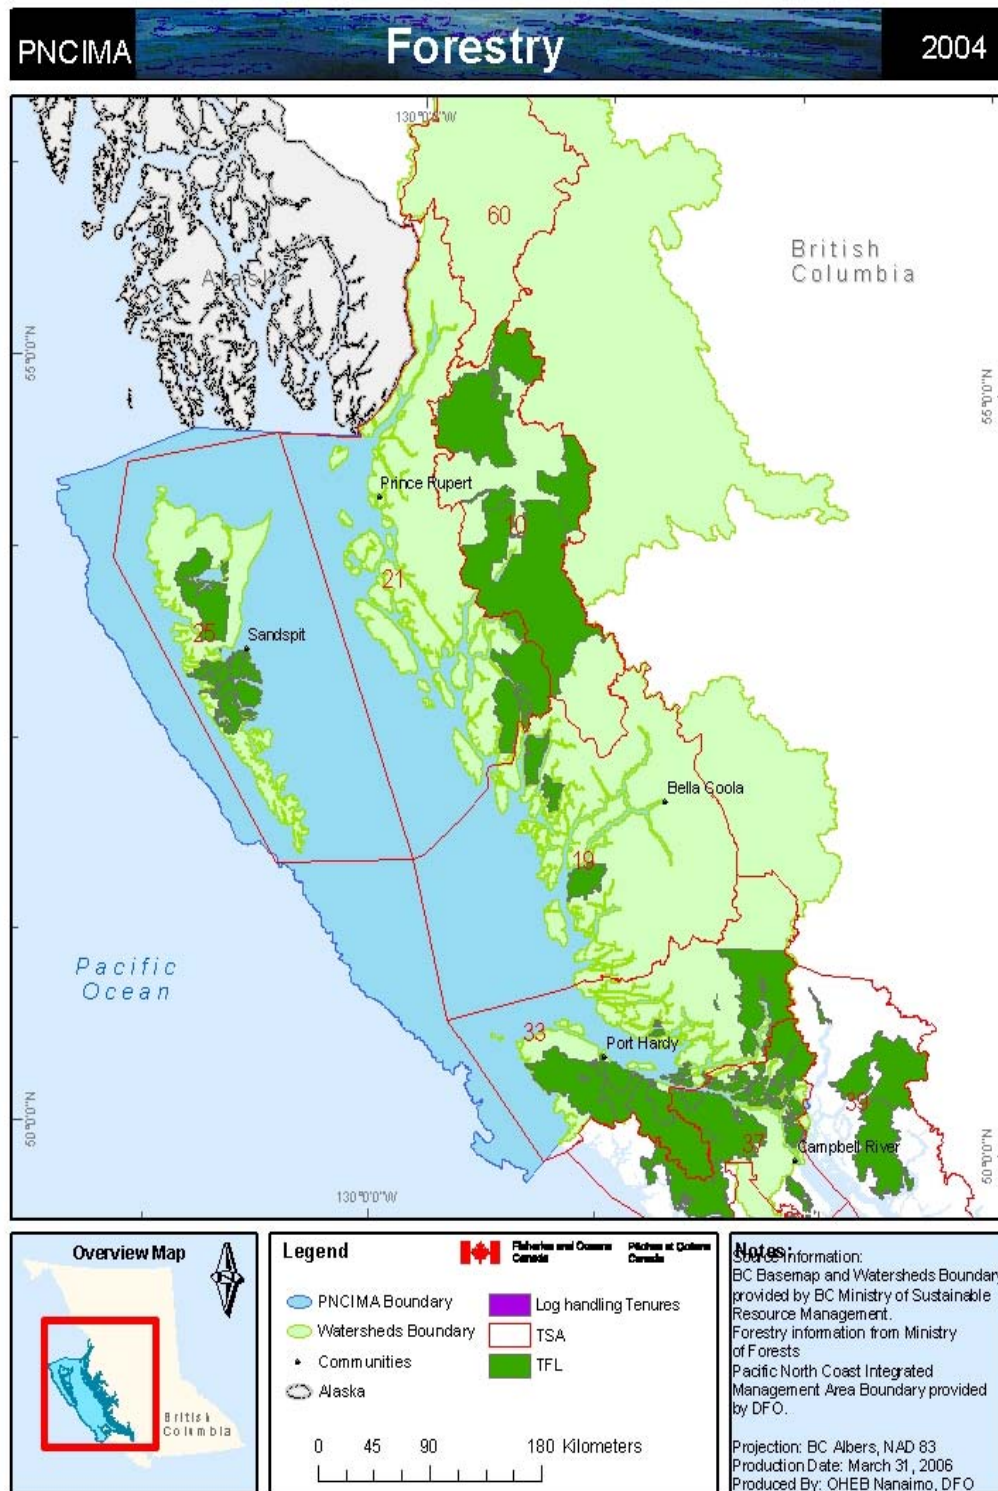 PNCIMA
Forestry
2004
130°0'0"W
60
British
Columbia
Alaska
55°0'0"N
55°0'0"N
Prince Rupert
10
21
25
Sandspit
Bella Coola
19
Pacific
Ocean
33
Port Hardy
50°0'0"N
39
37
Campbell River
50°0'0"N
130°0'0"W
Overview Map
N
British
Columbia
Legend
Fisheries and Oceans
Canada
Pêches et Océans
Canada
PNCIMA Boundary
Watersheds Boundary
Communities
Alaska
Log handling Tenures
TSA
TFL
0 45 90 180 Kilometers
Notes:
Source Information:
BC Basemap and Watersheds Boundary
provided by BC Ministry of Sustainable
Resource Management.
Forestry information from Ministry
of Forests
Pacific North Coast Integrated
Management Area Boundary provided
by DFO.
Projection: BC Albers, NAD 83
Production Date: March 31, 2006
Produced By: OHEB Nanaimo, DFO